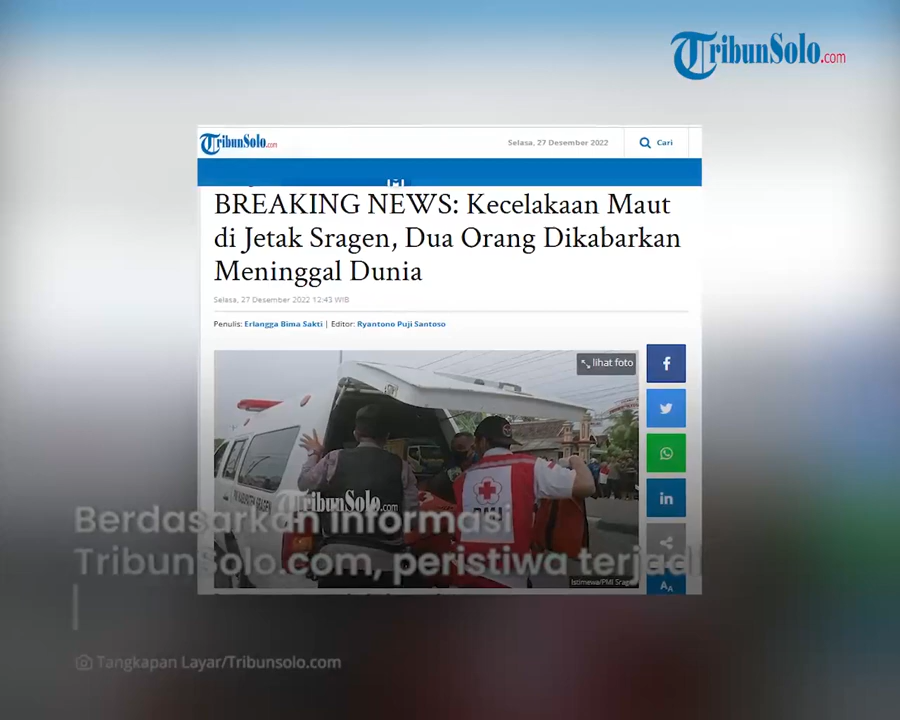 TribunSolo.com
TribunSolo.com
Selasa, 27 Desember 2022
Cari
BREAKING NEWS: Kecelakaan Maut
di Jetak Sragen, Dua Orang Dikabarkan
Meninggal Dunia
Selasa, 27 Desember 2022 12:43 WIB
Penulis: Erlangga Bima Sakti | Editor: Ryantono Puji Santoso
lihat foto
TribunSolo.com
PMI
Istimewa/PMI Sragen
AA
Berdasarkan informasi
TribunSolo.com, peristiwa terjadi
Tangkapan Layar/Tribunsolo.com